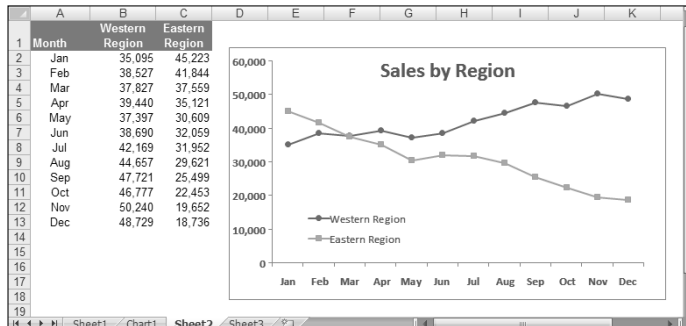 A B C D E F G H I J K
Western Eastern
1 Month Region Region
2 Jan 35,095 45,223
3 Feb 38,527 41,844
4 Mar 37,827 37,559
5 Apr 39,440 35,121
6 May 37,397 30,609
7 Jun 38,690 32,059
8 Jul 42,169 31,952
9 Aug 44,657 29,621
10 Sep 47,721 25,499
11 Oct 46,777 22,453
12 Nov 50,240 19,652
13 Dec 48,729 18,736
14
15
16
17
18
19
Sales by Region
60,000
50,000
40,000
30,000
20,000
10,000
0
Western Region
Eastern Region
Jan Feb Mar Apr May Jun Jul Aug Sep Oct Nov Dec
Sheet1 Chart1 Sheet2 Sheet3